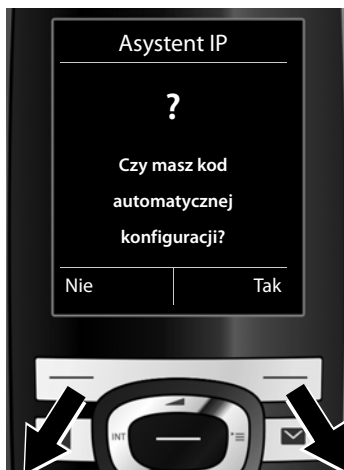 Asystent IP
?
Czy masz kod
automatycznej
konfiguracji?
Nie Tak
INT